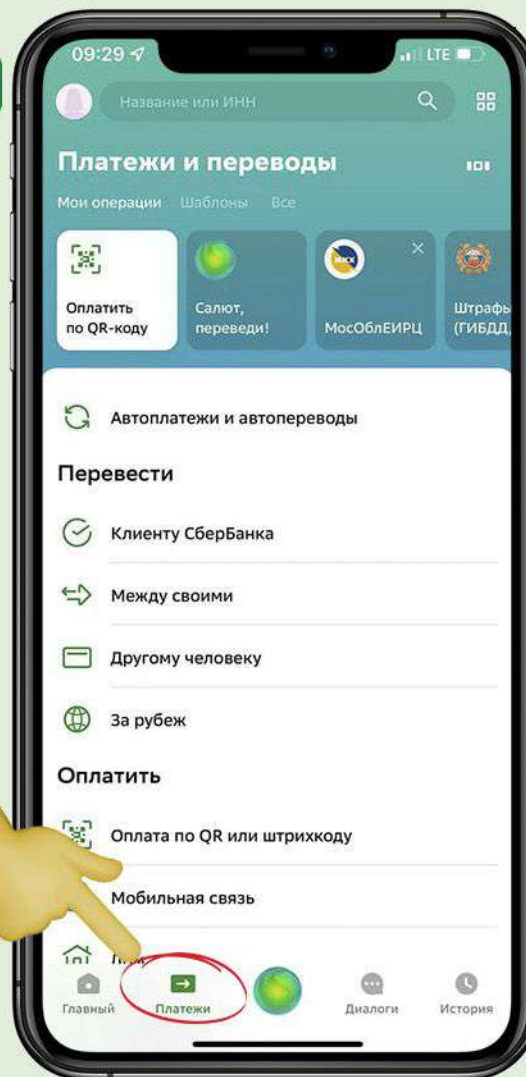 09:29
LTE
Название или ИНН
Платежи и переводы
Мои операции Шаблоны Все
Оплатить
по QR-коду
Салют,
переведи!
ЖКХ
МосОблЕИРЦ
Штрафы
(ГИБДД,
Автоплатежи и автопереводы
Перевести
Клиенту СберБанка
Между своими
Другому человеку
За рубеж
Оплатить
Оплата по QR или штрихкоду
Мобильная связь
Главный
Платежи
Диалоги
История